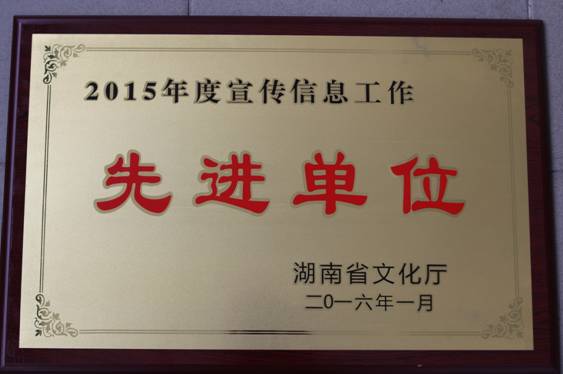 2015年度宣传信息工作
先进单位
湖南省文化厅
二0一六年一月